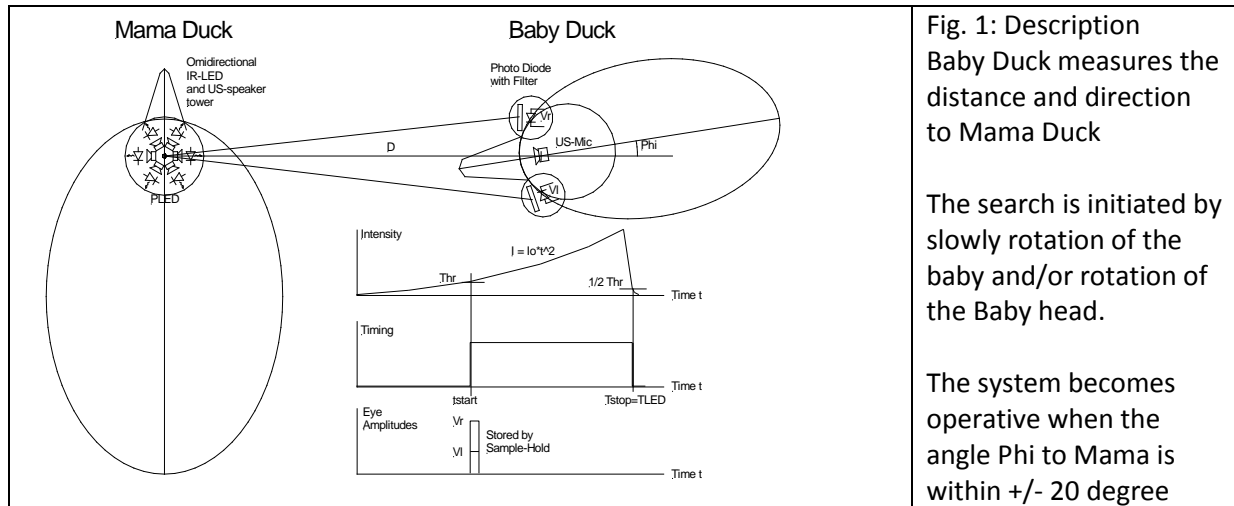 Mama Duck
Baby Duck
Omidirectional
IR-LED
and US-speaker
tower
PLED
D
Photo Diode
with Filter
Vr
US-Mic
Phi
Vl
Intensity
I = Io*t^2
Thr
1/2 Thr
Time t
Timing
Time t
tstart
Tstop=TLED
Eye
Amplitudes
Vr
Vl
Stored by
Sample-Hold
Time t
Fig. 1: Description
Baby Duck measures the
distance and direction
to Mama Duck
The search is initiated by
slowly rotation of the
baby and/or rotation of
the Baby head.
The system becomes
operative when the
angle Phi to Mama is
within +/- 20 degree